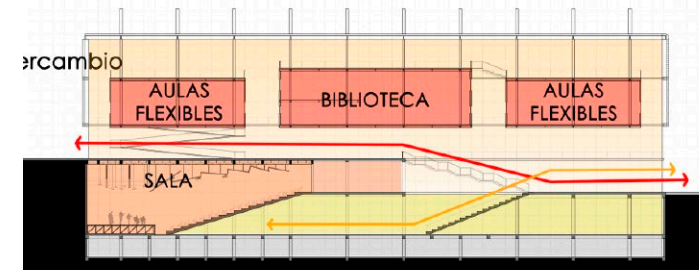 ercambio
AULAS
FLEXIBLES
BIBLIOTECA
AULAS
FLEXIBLES
SALA